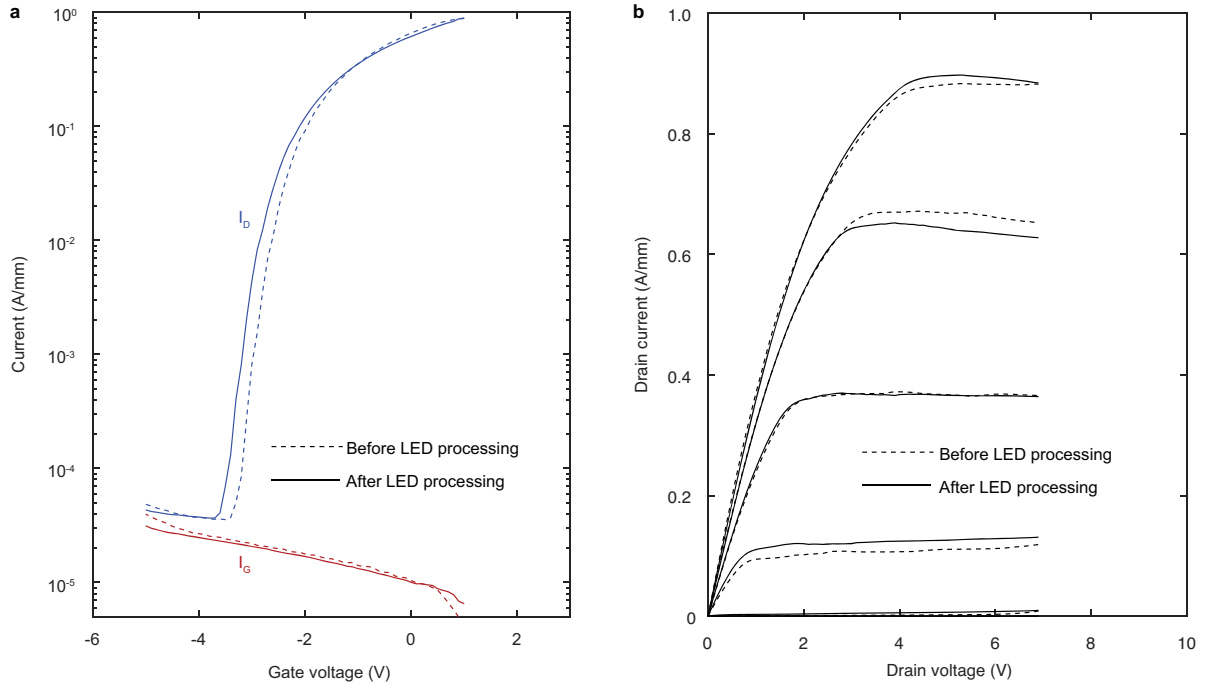 a
10⁰
10⁻¹
10⁻²
10⁻³
10⁻⁴
10⁻⁵
Current (A/mm)
I_D
I_G
Before LED processing
After LED processing
-6 -4 -2 0 2
Gate voltage (V)
b
1.0
0.8
0.6
0.4
0.2
0
Drain current (A/mm)
Before LED processing
After LED processing
0 2 4 6 8 10
Drain voltage (V)